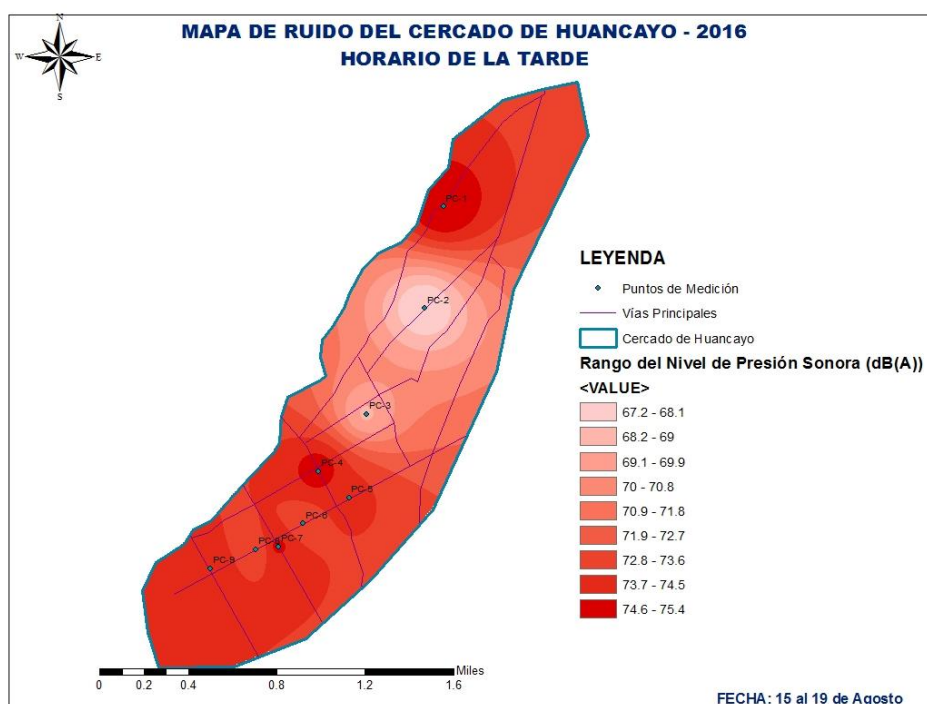 MAPA DE RUIDO DEL CERCADO DE HUANCAYO - 2016
HORARIO DE LA TARDE
N
W
E
S
PC-1
PC-2
PC-3
PC-4
PC-5
PC-6
PC-7
PC-8
PC-9
LEYENDA
Puntos de Medición
Vías Principales
Cercado de Huancayo
Rango del Nivel de Presión Sonora (dB(A))
<VALUE>
67.2 - 68.1
68.2 - 69
69.1 - 69.9
70 - 70.8
70.9 - 71.8
71.9 - 72.7
72.8 - 73.6
73.7 - 74.5
74.6 - 75.4
Miles
0 0.2 0.4 0.8 1.2 1.6
FECHA: 15 al 19 de Agosto